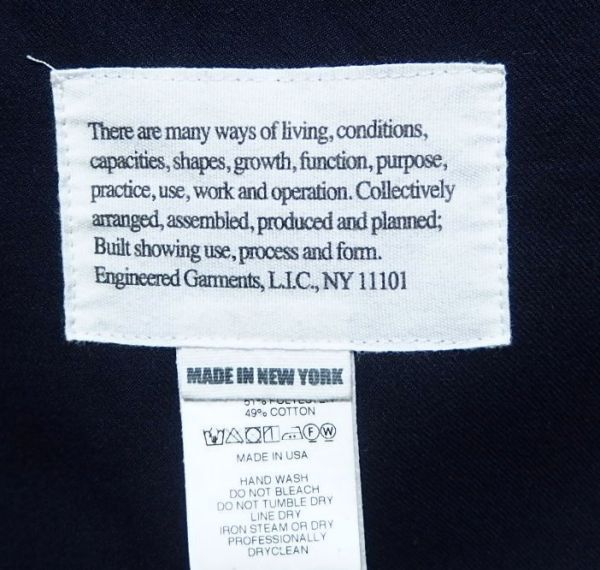 There are many ways of living, conditions,
capacities, shapes, growth, function, purpose,
practice, use, work and operation. Collectively
arranged, assembled, produced and planned;
Built showing use, process and form.
Engineered Garments, L.I.C., NY 11101
MADE IN NEW YORK
49% COTTON
F W
MADE IN USA
HAND WASH
DO NOT BLEACH
DO NOT TUMBLE DRY
LINE DRY
IRON STEAM OR DRY
PROFESSIONALLY
DRYCLEAN